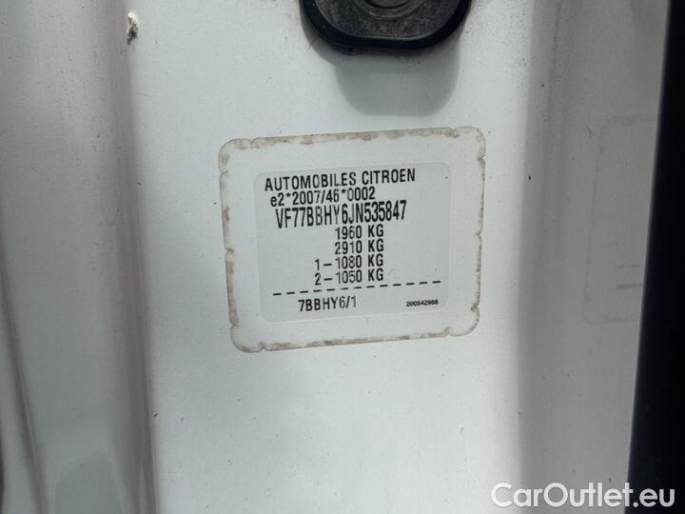 AUTOMOBILES CITROEN
e2*2007/46*0002
VF77BBHY6JN535847
1960 KG
2910 KG
1-1080 KG
2-1050 KG
7BBHY6/1
CarOutlet.eu